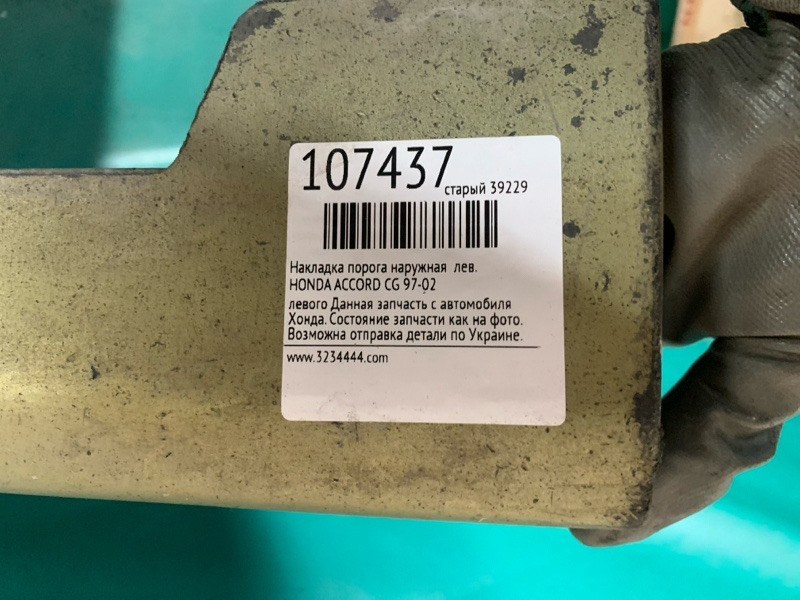 107437
старый 39229
Накладка порога наружная лев.
HONDA ACCORD CG 97-02
левого Данная запчасть с автомобиля
Хонда. Состояние запчасти как на фото.
Возможна отправка детали по Украине.
www.3234444.com